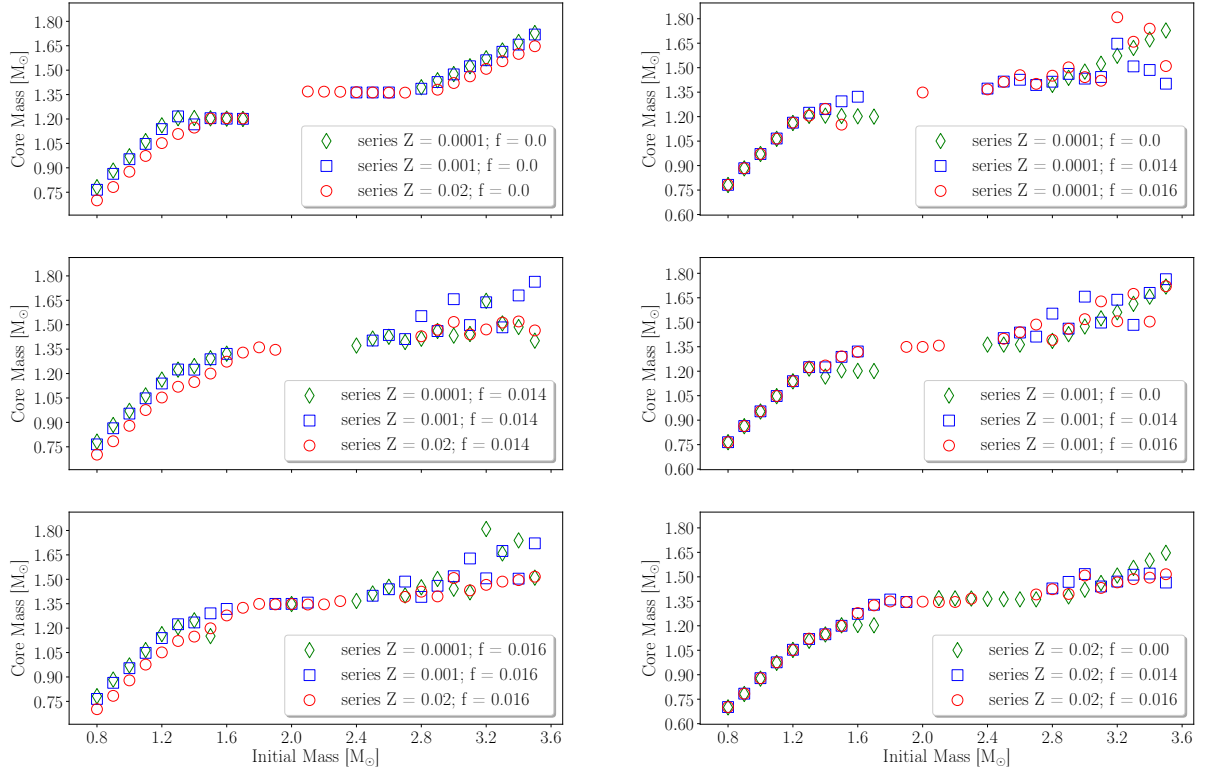 1.80
1.65
1.50
1.35
1.20
1.05
0.90
0.75
Core Mass [M⊙]
series Z = 0.0001; f = 0.0
series Z = 0.001; f = 0.0
series Z = 0.02; f = 0.0
1.80
1.65
1.50
1.35
1.20
1.05
0.90
0.75
0.60
Core Mass [M⊙]
series Z = 0.0001; f = 0.0
series Z = 0.0001; f = 0.014
series Z = 0.0001; f = 0.016
1.80
1.65
1.50
1.35
1.20
1.05
0.90
0.75
Core Mass [M⊙]
series Z = 0.0001; f = 0.014
series Z = 0.001; f = 0.014
series Z = 0.02; f = 0.014
1.80
1.65
1.50
1.35
1.20
1.05
0.90
0.75
0.60
Core Mass [M⊙]
series Z = 0.001; f = 0.0
series Z = 0.001; f = 0.014
series Z = 0.001; f = 0.016
1.80
1.65
1.50
1.35
1.20
1.05
0.90
0.75
Core Mass [M⊙]
series Z = 0.0001; f = 0.016
series Z = 0.001; f = 0.016
series Z = 0.02; f = 0.016
0.8 1.2 1.6 2.0 2.4 2.8 3.2 3.6
Initial Mass [M⊙]
1.80
1.65
1.50
1.35
1.20
1.05
0.90
0.75
0.60
Core Mass [M⊙]
series Z = 0.02; f = 0.00
series Z = 0.02; f = 0.014
series Z = 0.02; f = 0.016
0.8 1.2 1.6 2.0 2.4 2.8 3.2 3.6
Initial Mass [M⊙]